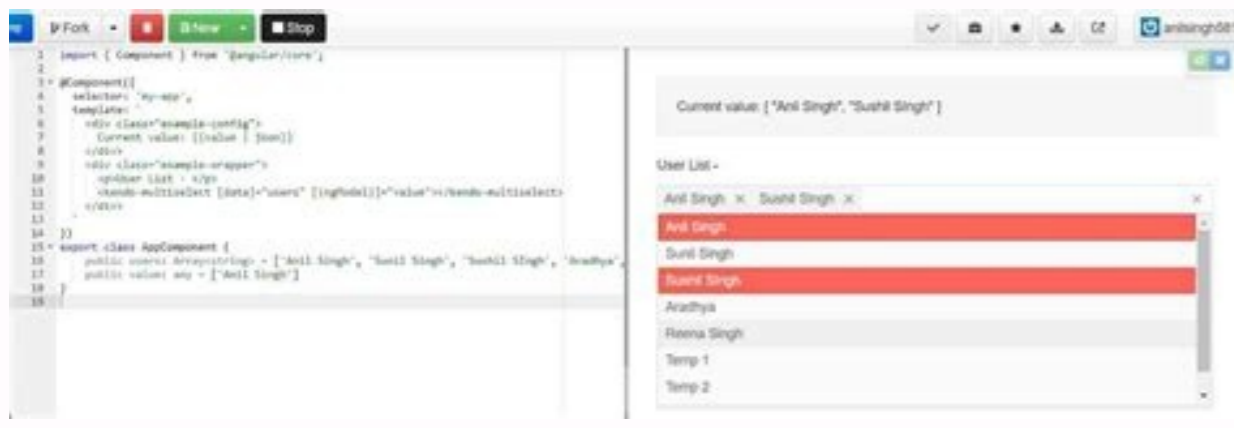 Fork
New
Stop
anilsingh581
1 import { Component } from '@angular/core';
2
3 @Component({
4 selector: 'my-app',
5 template: `
6 <div class="example-config">
7 Current value: {{value | json}}
8 </div>
9 <div class="example-wrapper">
10 <p>User List - </p>
11 <kendo-multiselect [data]="users" [(ngModel)]="value"></kendo-multiselect>
12 </div>
13 `
14 })
15 export class AppComponent {
16 public users: Array<string> = ['Anil Singh', 'Sunil Singh', 'Sushil Singh', 'Aradhya',
17 public value: any = ['Anil Singh']
18 }
19
Current value: [ "Anil Singh", "Sushil Singh" ]
User List -
Anil Singh × Sushil Singh ×
Anil Singh
Sunil Singh
Sushil Singh
Aradhya
Reena Singh
Temp 1
Temp 2